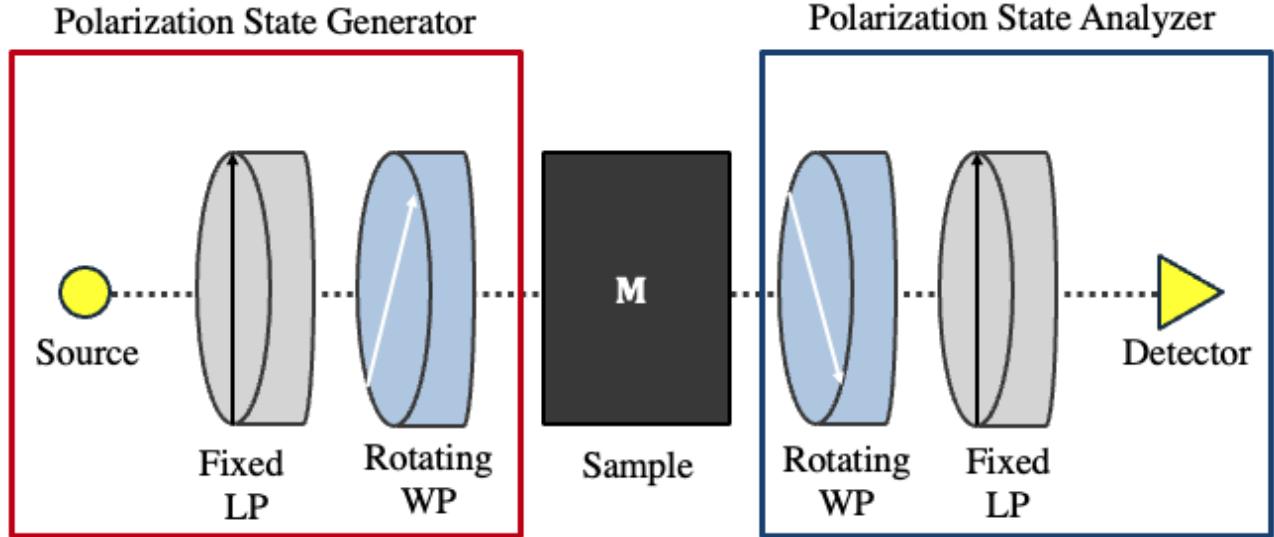 Polarization State Generator
Polarization State Analyzer
M
Source
Detector
Fixed
LP
Rotating
WP
Sample
Rotating
WP
Fixed
LP